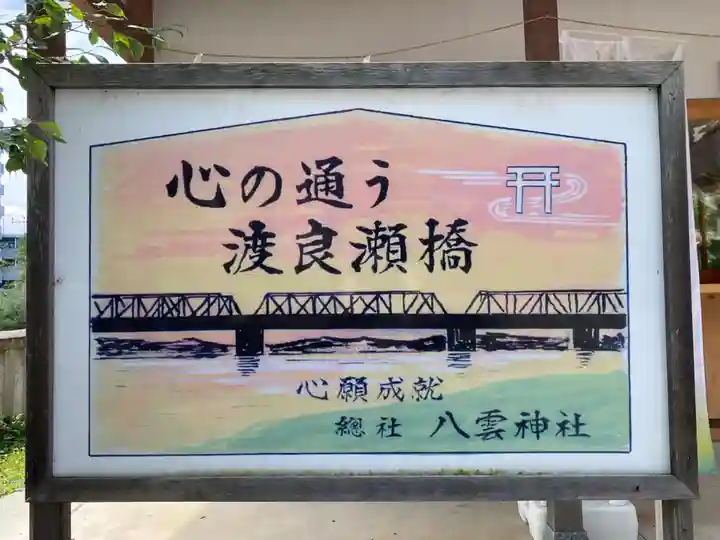 心の通う
渡良瀬橋
心願成就
總社 八雲神社